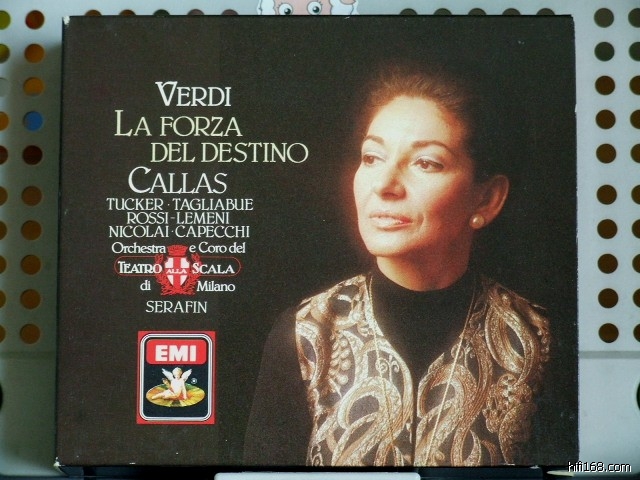 VERDI
LA FORZA
DEL DESTINO
CALLAS
TUCKER · TAGLIABUE
ROSSI-LEMENI
NICOLAI · CAPECCHI
Orchestra e Coro del
TEATRO ALLA SCALA
di Milano
SERAFIN
EMI
hifi168.com